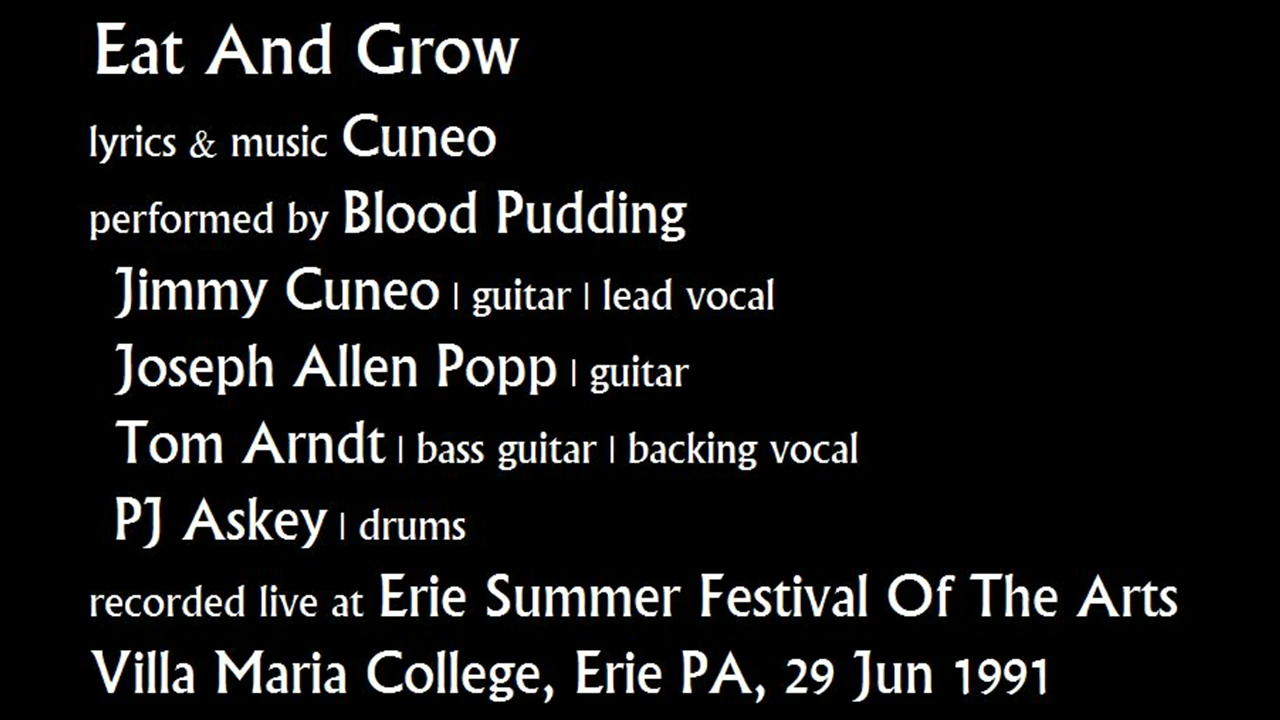 Eat And Grow
lyrics & music Cuneo
performed by Blood Pudding
Jimmy Cuneo | guitar | lead vocal
Joseph Allen Popp | guitar
Tom Arndt | bass guitar | backing vocal
PJ Askey | drums
recorded live at Erie Summer Festival Of The Arts
Villa Maria College, Erie PA, 29 Jun 1991